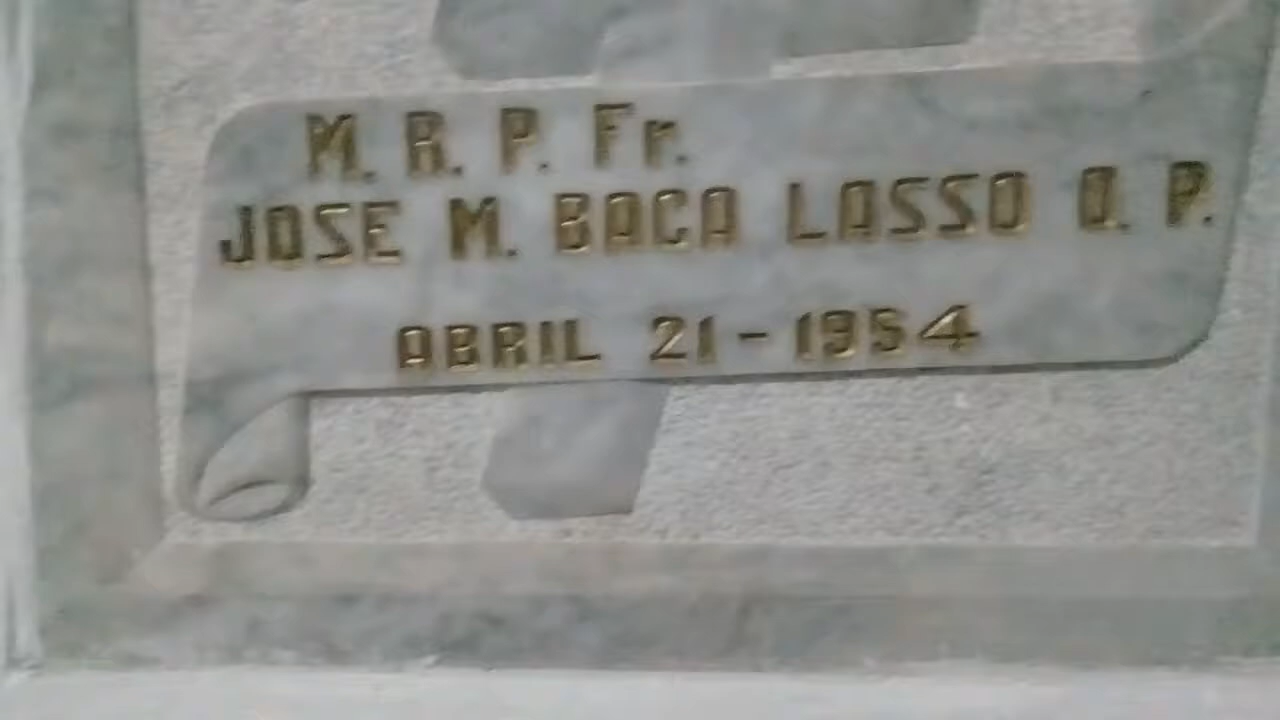 M. R. P. Fr.
JOSE M. BACA LASSO O. P.
ABRIL 21 - 1954